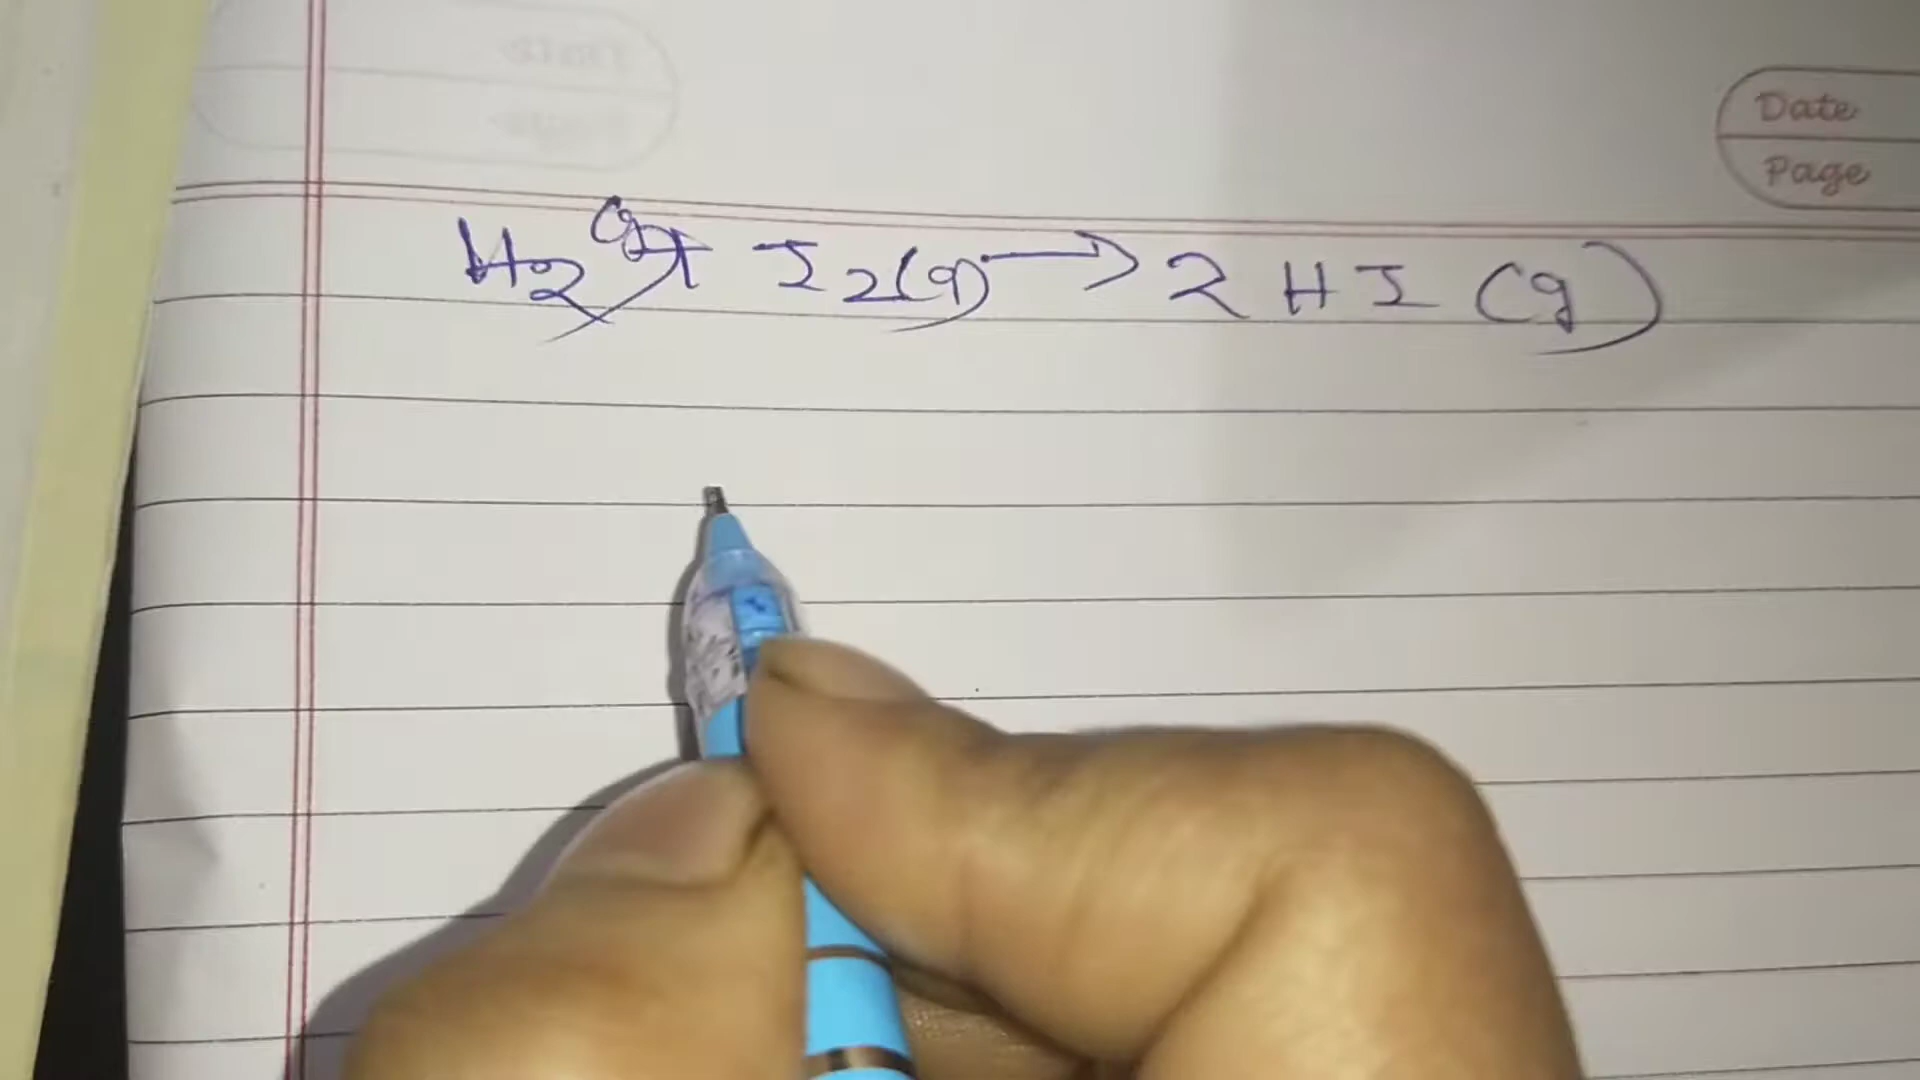 Date
Page
H2(g) + I2(g) → 2HI(g)